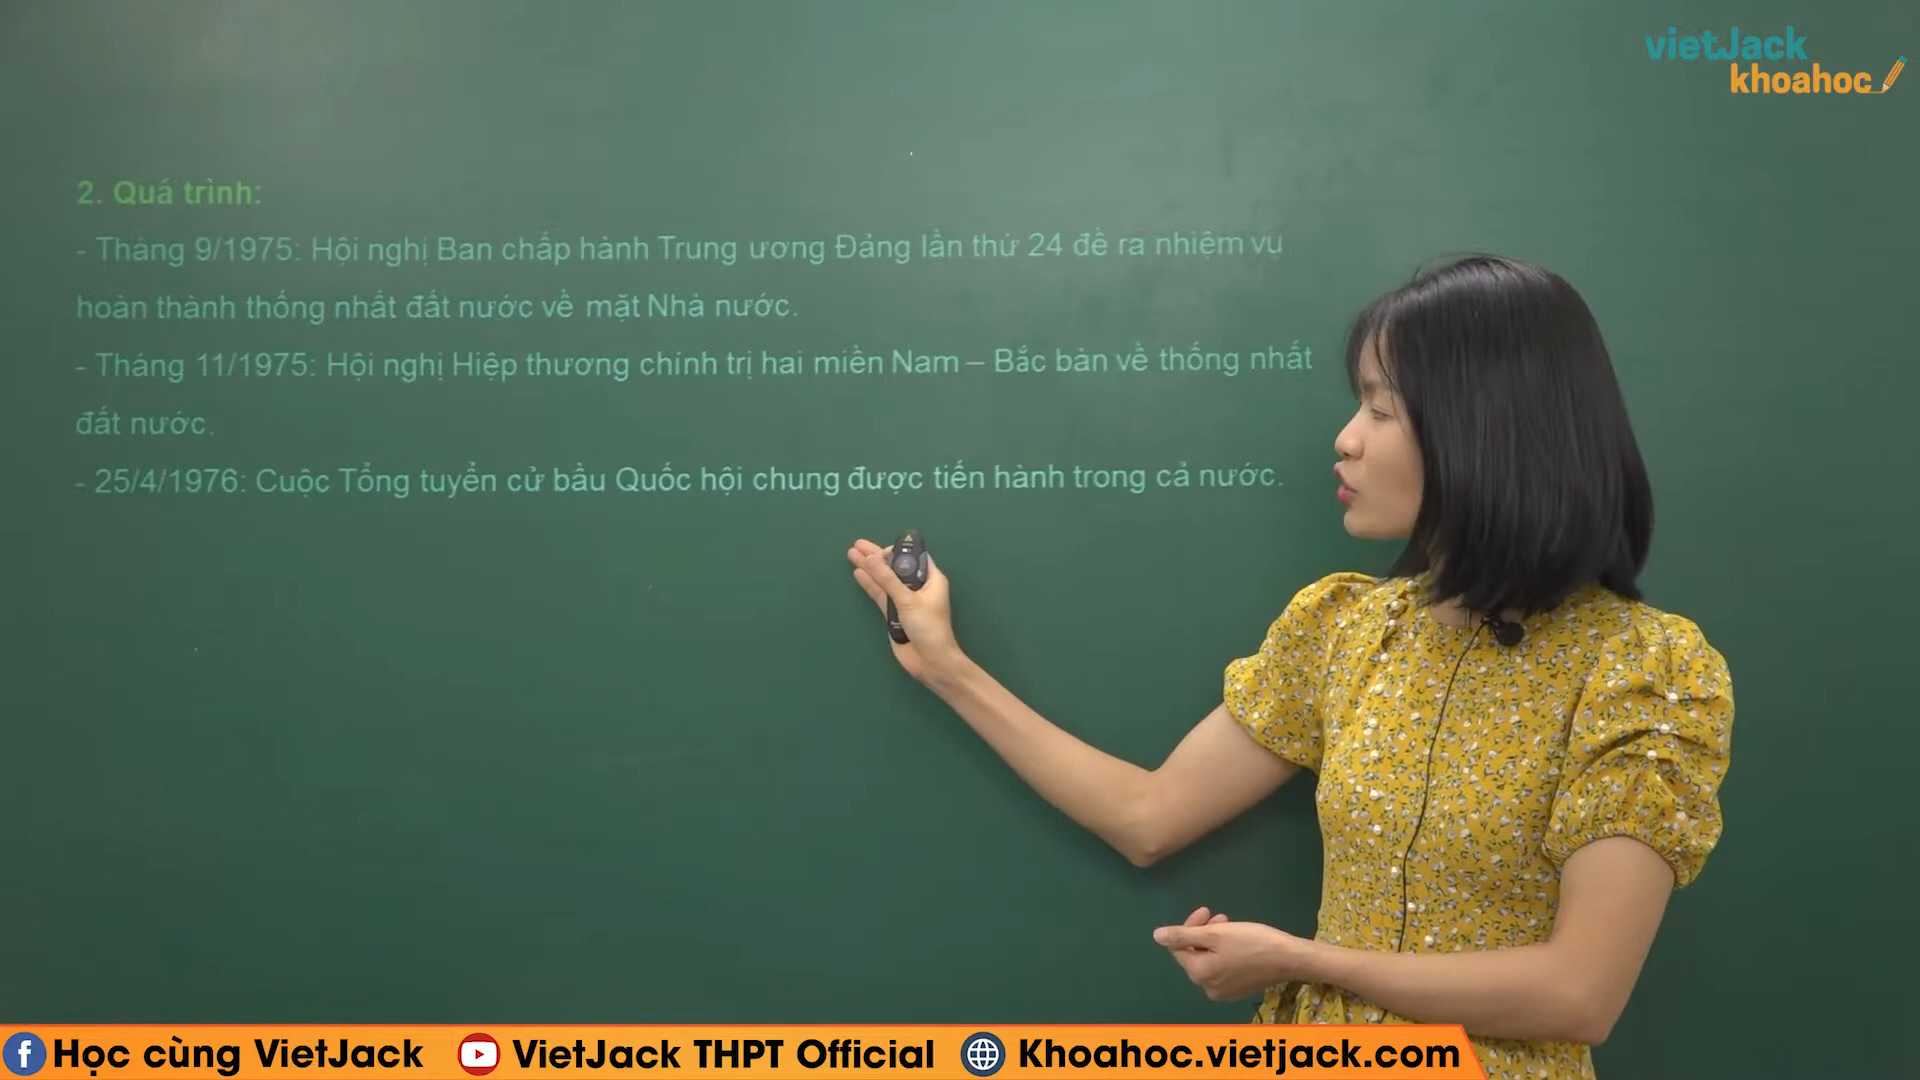 vietJack
khoahoc
2. Quá trình:
- Tháng 9/1975: Hội nghị Ban chấp hành Trung ương Đảng lần thứ 24 đề ra nhiệm vụ
hoàn thành thống nhất đất nước về mặt Nhà nước.
- Tháng 11/1975: Hội nghị Hiệp thương chính trị hai miền Nam – Bắc bàn về thống nhất
đất nước.
- 25/4/1976: Cuộc Tổng tuyển cử bầu Quốc hội chung được tiến hành trong cả nước.
Học cùng VietJack
VietJack THPT Official
Khoahoc.vietjack.com